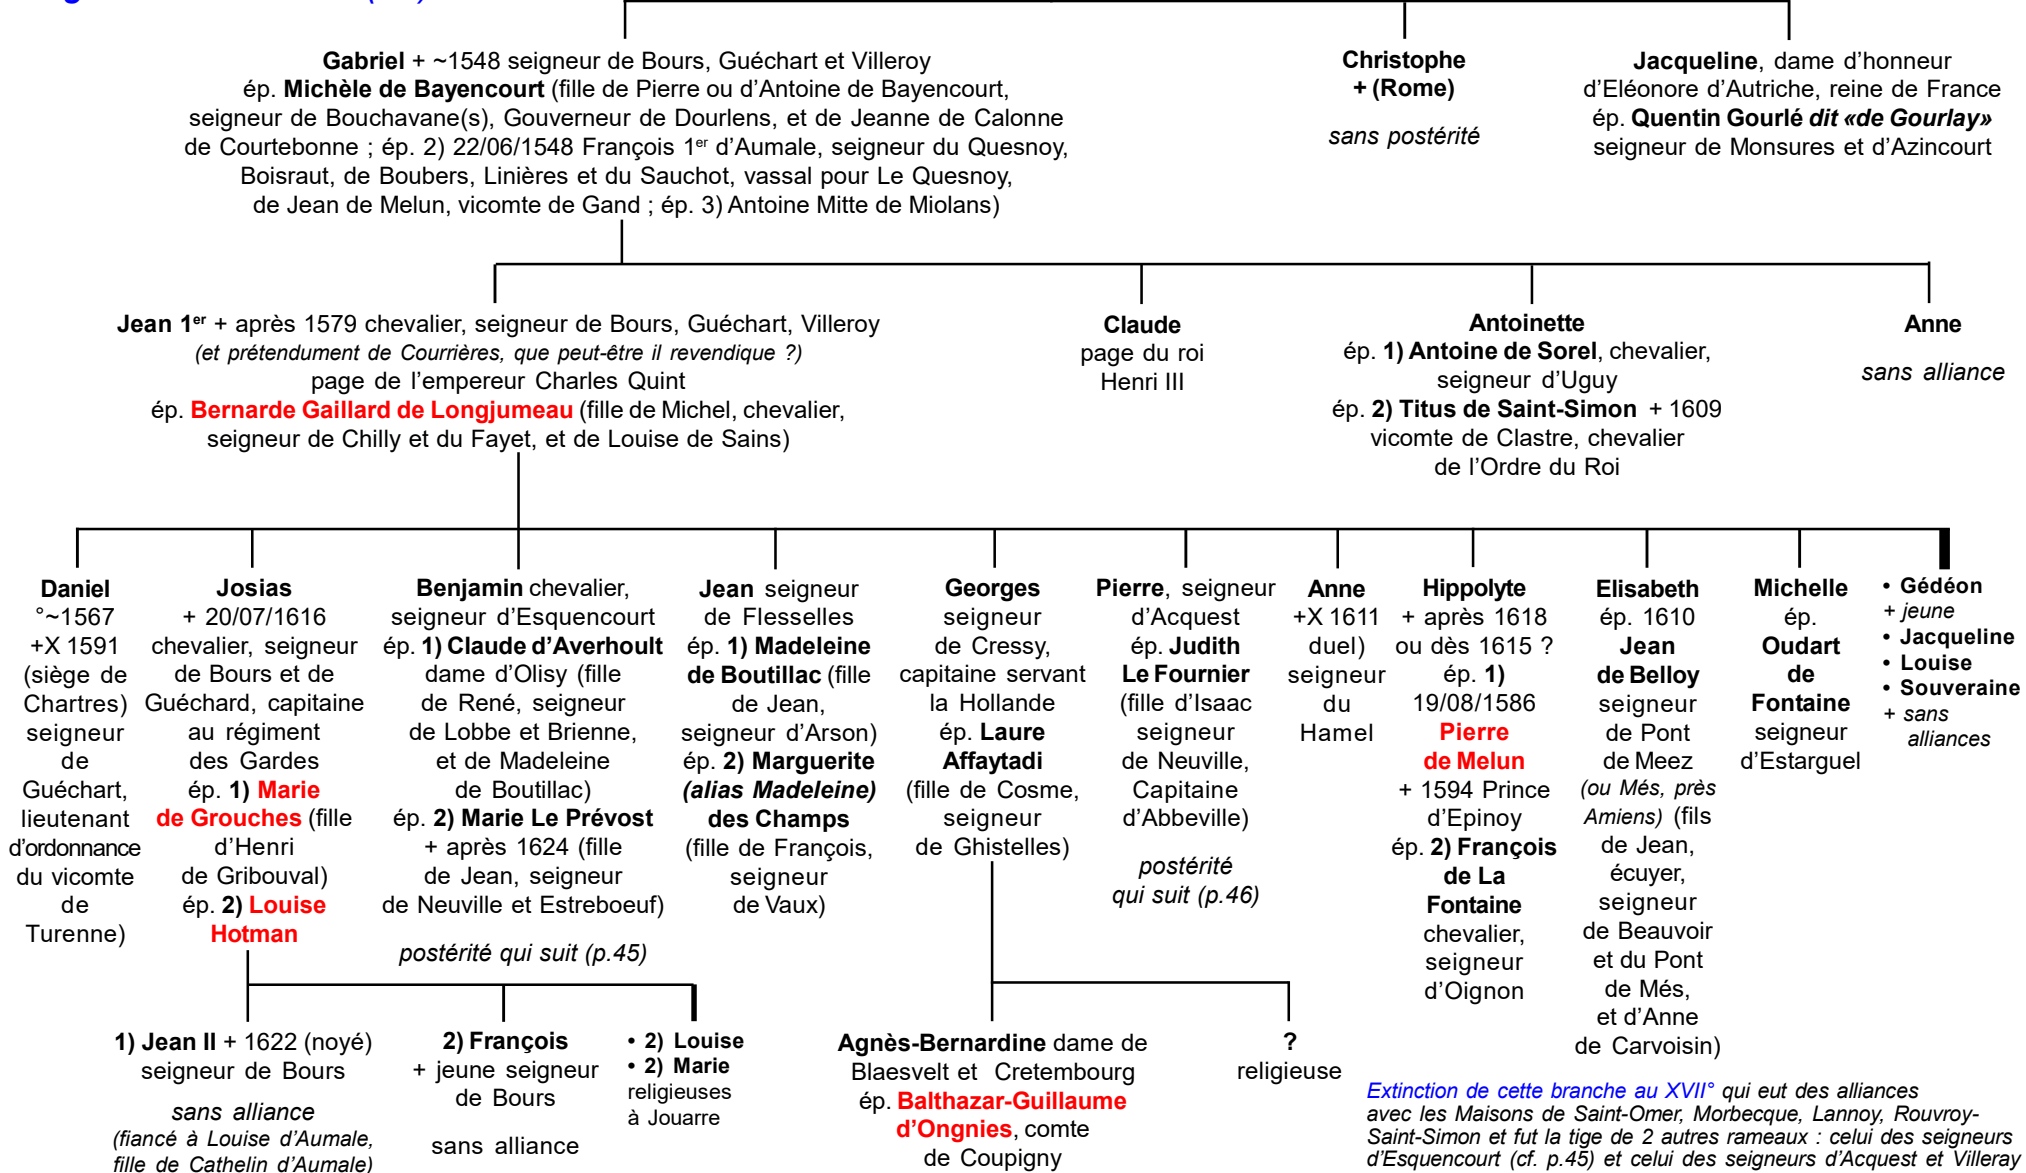 Gabriel + ~1548 seigneur de Bours, Guéchart et Villeroy
ép. Michèle de Bayencourt (fille de Pierre ou d’Antoine de Bayencourt,
seigneur de Bouchavane(s), Gouverneur de Dourlens, et de Jeanne de Calonne
de Courtebonne ; ép. 2) 22/06/1548 François 1er d’Aumale, seigneur du Quesnoy,
Boisraut, de Boubers, Linières et du Sauchot, vassal pour Le Quesnoy,
de Jean de Melun, vicomte de Gand ; ép. 3) Antoine Mitte de Miolans)
Christophe
+ (Rome)
sans postérité
Jacqueline, dame d’honneur
d’Eléonore d’Autriche, reine de France
ép. Quentin Gourlé dit «de Gourlay»
seigneur de Monsures et d’Azincourt
Jean 1er + après 1579 chevalier, seigneur de Bours, Guéchart, Villeroy
(et prétendument de Courrières, que peut-être il revendique ?)
page de l’empereur Charles Quint
ép. Bernarde Gaillard de Longjumeau (fille de Michel, chevalier,
seigneur de Chilly et du Fayet, et de Louise de Sains)
Claude
page du roi
Henri III
Antoinette
ép. 1) Antoine de Sorel, chevalier,
seigneur d’Uguy
ép. 2) Titus de Saint-Simon + 1609
vicomte de Clastre, chevalier
de l’Ordre du Roi
Anne
sans alliance
Daniel
°~1567
+X 1591
(siège de
Chartres)
seigneur
de
Guéchart,
lieutenant
d’ordonnance
du vicomte
de
Turenne)
Josias
+ 20/07/1616
chevalier, seigneur
de Bours et de
Guéchard, capitaine
au régiment
des Gardes
ép. 1) Marie
de Grouches (fille
d’Henri
de Gribouval)
ép. 2) Louise
Hotman
Benjamin chevalier,
seigneur d’Esquencourt
ép. 1) Claude d’Averhoult
dame d’Olisy (fille
de René, seigneur
de Lobbe et Brienne,
et de Madeleine
de Boutillac)
ép. 2) Marie Le Prévost
+ après 1624 (fille
de Jean, seigneur
de Neuville et Estreboeuf)
postérité qui suit (p.45)
Jean seigneur
de Flesselles
ép. 1) Madeleine
de Boutillac (fille
de Jean,
seigneur d’Arson)
ép. 2) Marguerite
(alias Madeleine)
des Champs
(fille de François,
seigneur
de Vaux)
Georges
seigneur
de Cressy,
capitaine servant
la Hollande
ép. Laure
Affaytadi
(fille de Cosme,
seigneur
de Ghistelles)
Pierre, seigneur
d’Acquest
ép. Judith
Le Fournier
(fille d’Isaac
seigneur
de Neuville,
Capitaine
d’Abbeville)
postérité
qui suit (p.46)
Anne
+X 1611
duel)
seigneur
du
Hamel
Hippolyte
+ après 1618
ou dès 1615 ?
ép. 1)
19/08/1586
Pierre
de Melun
+ 1594 Prince
d’Epinoy
ép. 2) François
de La
Fontaine
chevalier,
seigneur
d’Oignon
Elisabeth
ép. 1610
Jean
de Belloy
seigneur
de Pont
de Meez
(ou Més, près
Amiens) (fils
de Jean,
écuyer,
seigneur
de Beauvoir
et du Pont
de Més,
et d’Anne
de Carvoisin)
Michelle
ép.
Oudart
de
Fontaine
seigneur
d’Estarguel
• Gédéon
+ jeune
• Jacqueline
• Louise
• Souveraine
+ sans
alliances
1) Jean II + 1622 (noyé)
seigneur de Bours
sans alliance
(fiancé à Louise d’Aumale,
fille de Cathelin d’Aumale)
2) François
+ jeune seigneur
de Bours
sans alliance
• 2) Louise
• 2) Marie
religieuses
à Jouarre
Agnès-Bernardine dame de
Blaesvelt et Cretembourg
ép. Balthazar-Guillaume
d’Ongnies, comte
de Coupigny
?
religieuse
Extinction de cette branche au XVII° qui eut des alliances
avec les Maisons de Saint-Omer, Morbecque, Lannoy, Rouvroy-
Saint-Simon et fut la tige de 2 autres rameaux : celui des seigneurs
d’Esquencourt (cf. p.45) et celui des seigneurs d’Acquest et Villeray